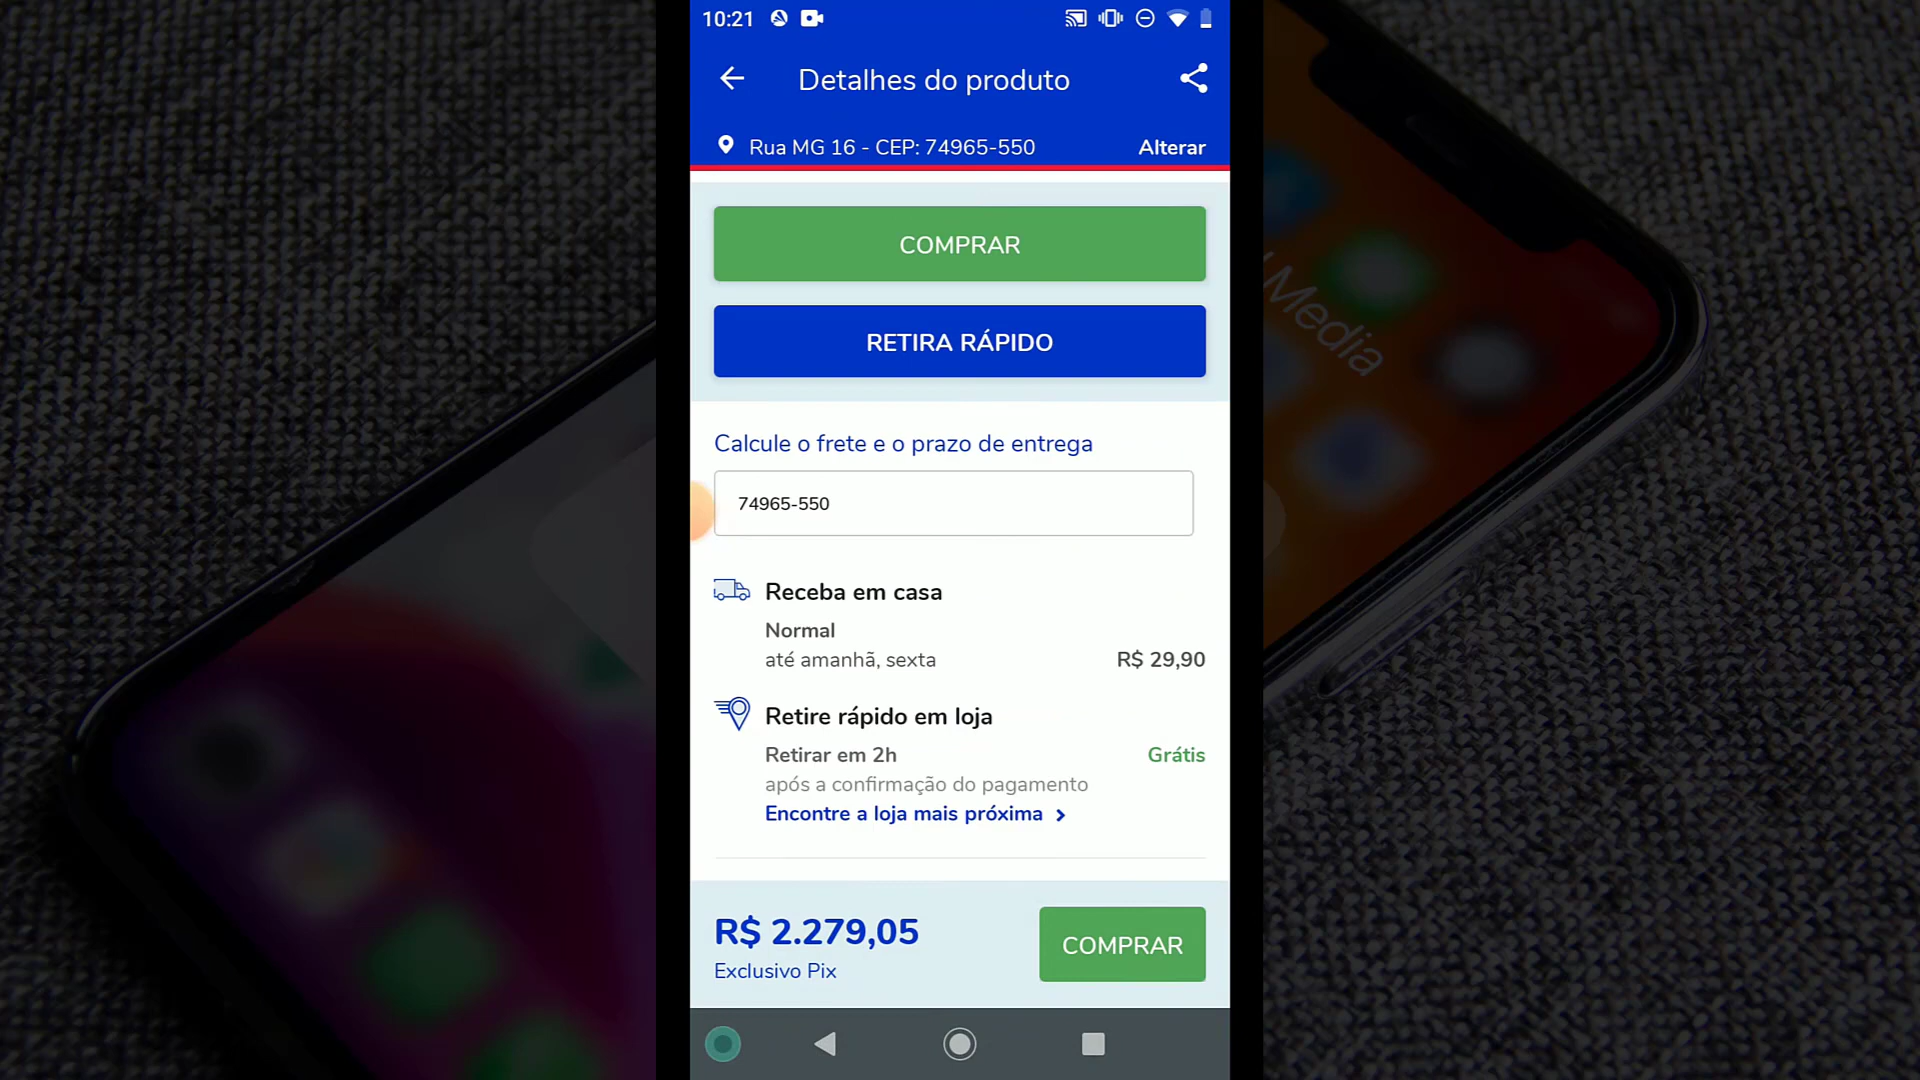 10:21
Detalhes do produto
Rua MG 16 - CEP: 74965-550
Alterar
COMPRAR
RETIRA RÁPIDO
Calcule o frete e o prazo de entrega
74965-550
Receba em casa
Normal
até amanhã, sexta
R$ 29,90
Retire rápido em loja
Retirar em 2h
Grátis
após a confirmação do pagamento
Encontre a loja mais próxima
R$ 2.279,05
Exclusivo Pix
COMPRAR
Media